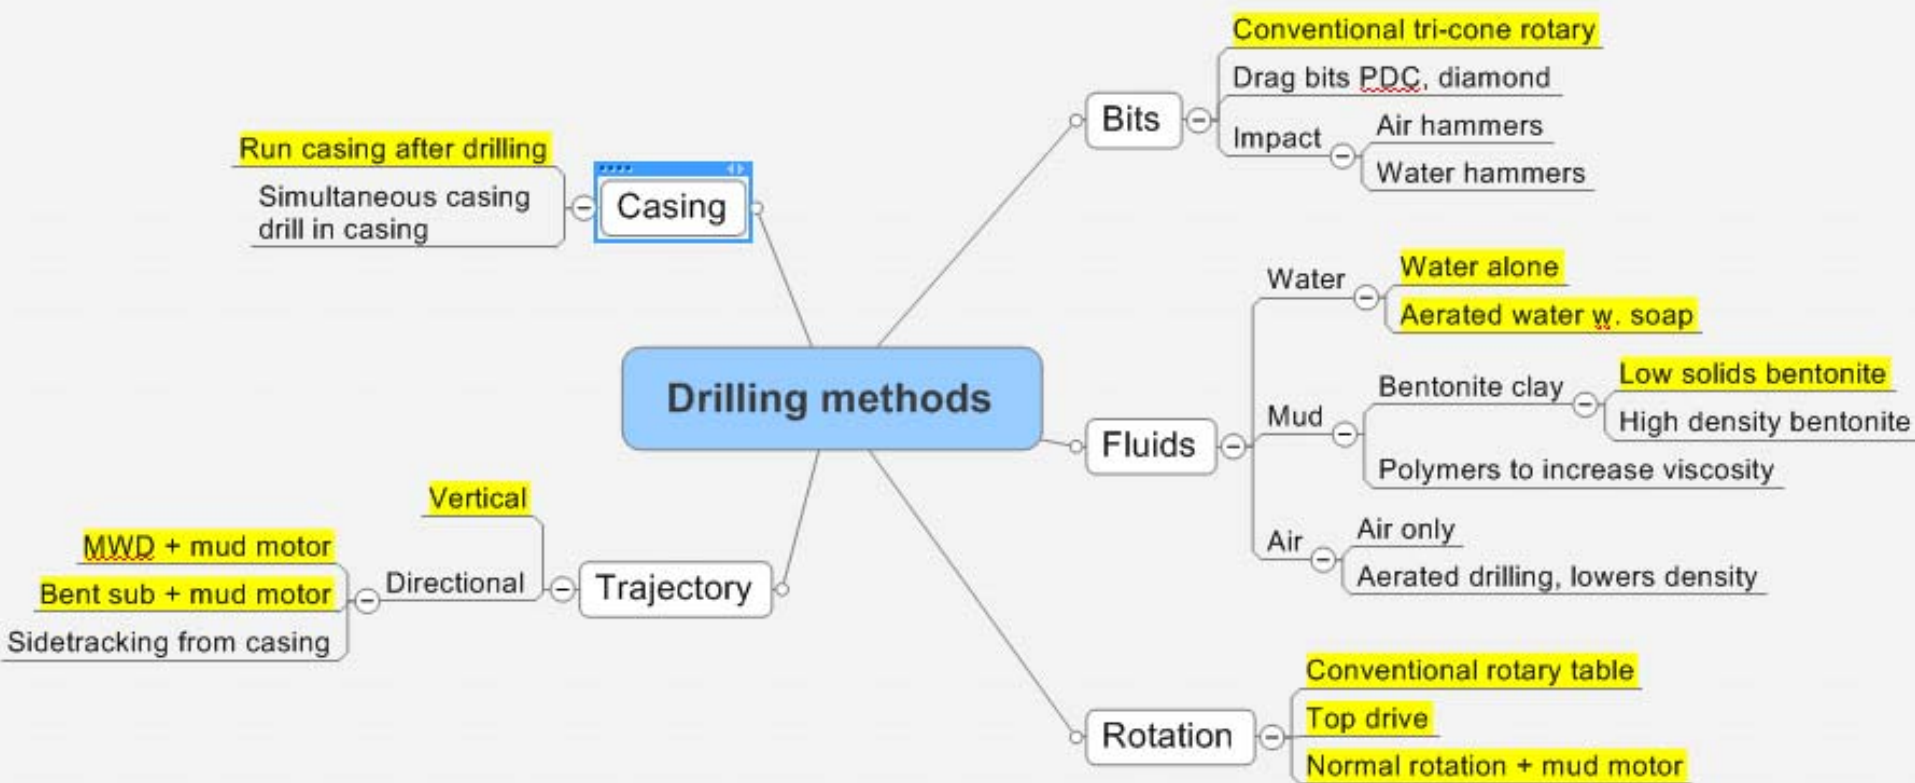 Drilling methods
Bits
Conventional tri-cone rotary
Drag bits PDC, diamond
Impact
Air hammers
Water hammers
Fluids
Water
Water alone
Aerated water w. soap
Mud
Bentonite clay
Low solids bentonite
High density bentonite
Polymers to increase viscosity
Air
Air only
Aerated drilling, lowers density
Rotation
Conventional rotary table
Top drive
Normal rotation + mud motor
Casing
Run casing after drilling
Simultaneous casing
drill in casing
Trajectory
Vertical
Directional
MWD + mud motor
Bent sub + mud motor
Sidetracking from casing